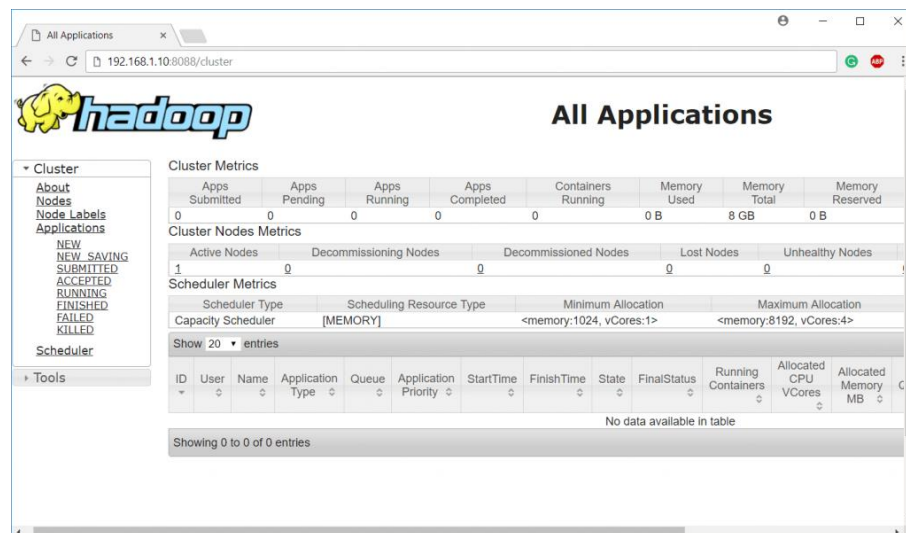 All Applications
192.168.1.10:8088/cluster
ABP
hadoop
All Applications
Cluster
About
Nodes
Node Labels
Applications
NEW
NEW_SAVING
SUBMITTED
ACCEPTED
RUNNING
FINISHED
FAILED
KILLED
Scheduler
Tools
Cluster Metrics
Apps Submitted Apps Pending Apps Running Apps Completed Containers Running Memory Used Memory Total Memory Reserved
0 0 0 0 0 0 B 8 GB 0 B
Cluster Nodes Metrics
Active Nodes Decommissioning Nodes Decommissioned Nodes Lost Nodes Unhealthy Nodes
1 0 0 0 0
Scheduler Metrics
Scheduler Type Scheduling Resource Type Minimum Allocation Maximum Allocation
Capacity Scheduler [MEMORY] <memory:1024, vCores:1> <memory:8192, vCores:4>
Show 20 entries
ID User Name Application Type Queue Application Priority StartTime FinishTime State FinalStatus Running Containers Allocated CPU VCores Allocated Memory MB
No data available in table
Showing 0 to 0 of 0 entries